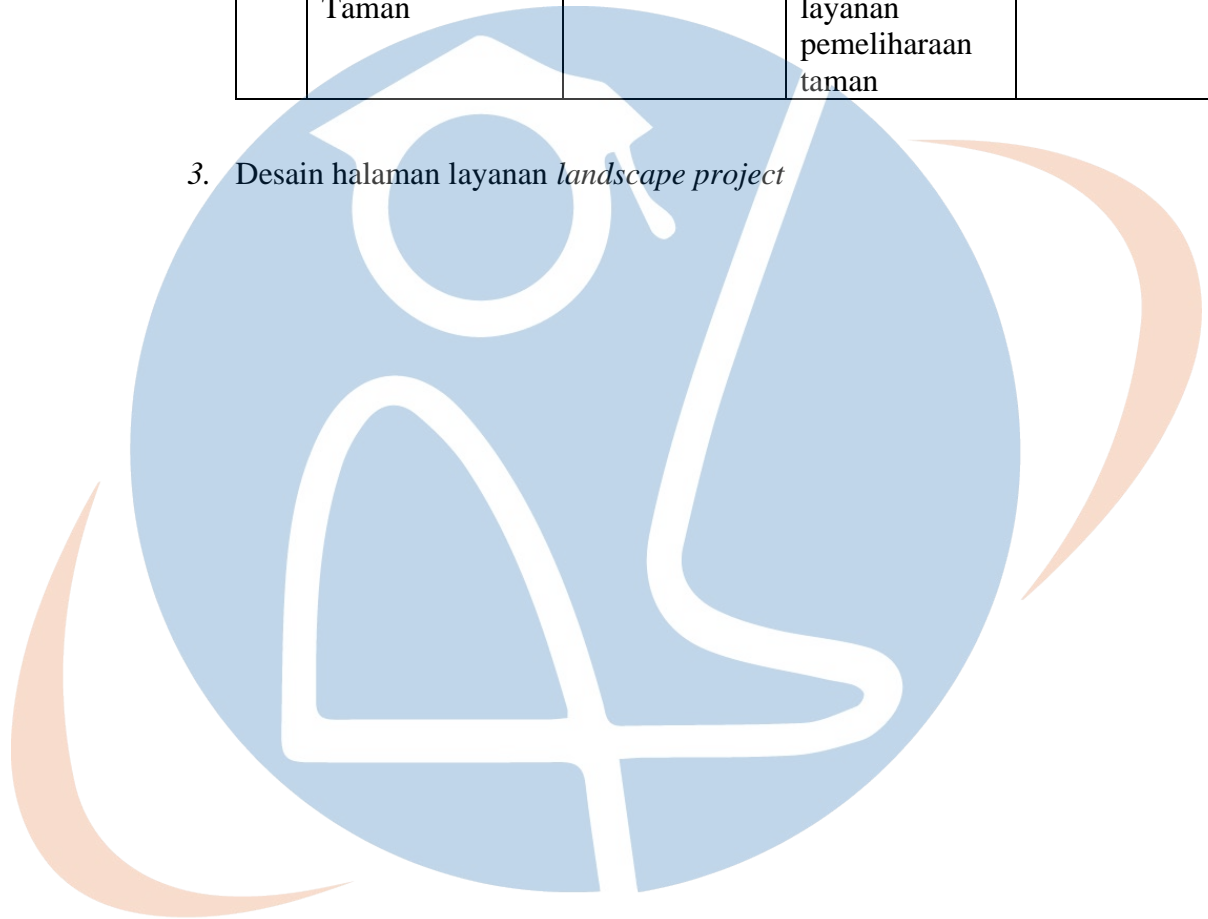 Taman
layanan
pemeliharaan
taman
3. Desain halaman layanan landscape project